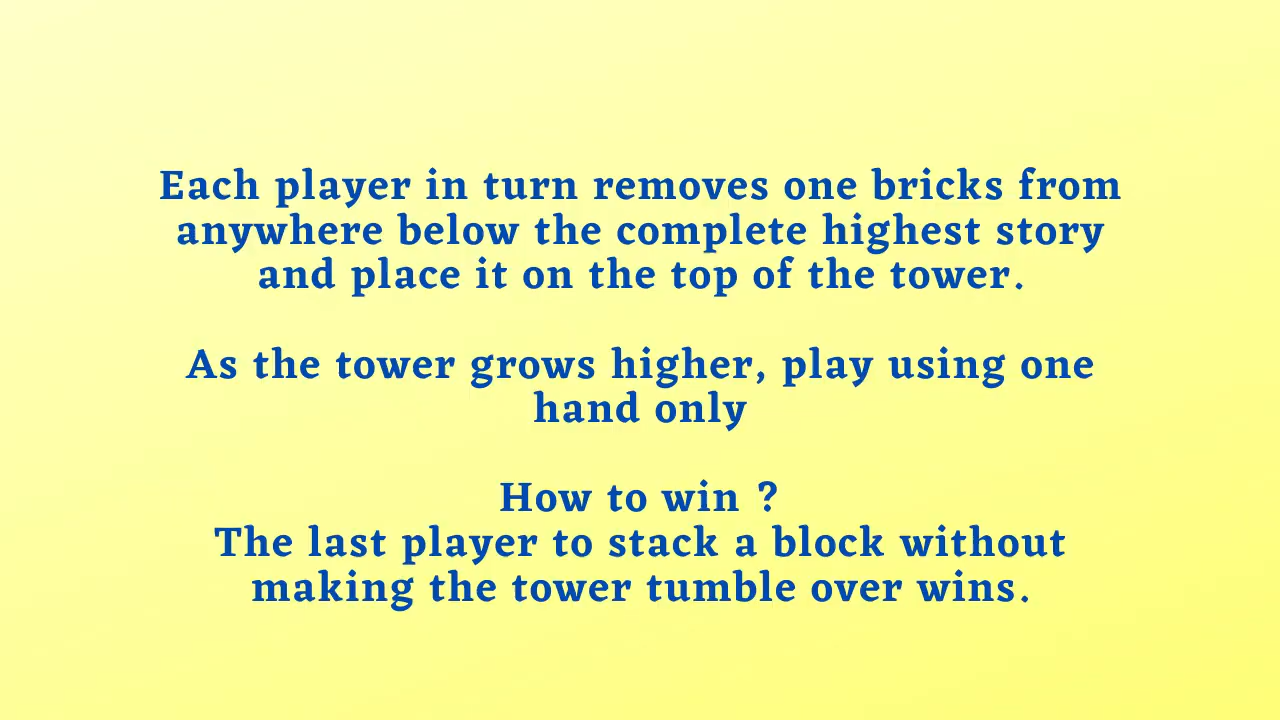 Each player in turn removes one bricks from
anywhere below the complete highest story
and place it on the top of the tower.
As the tower grows higher, play using one
hand only
How to win ?
The last player to stack a block without
making the tower tumble over wins.